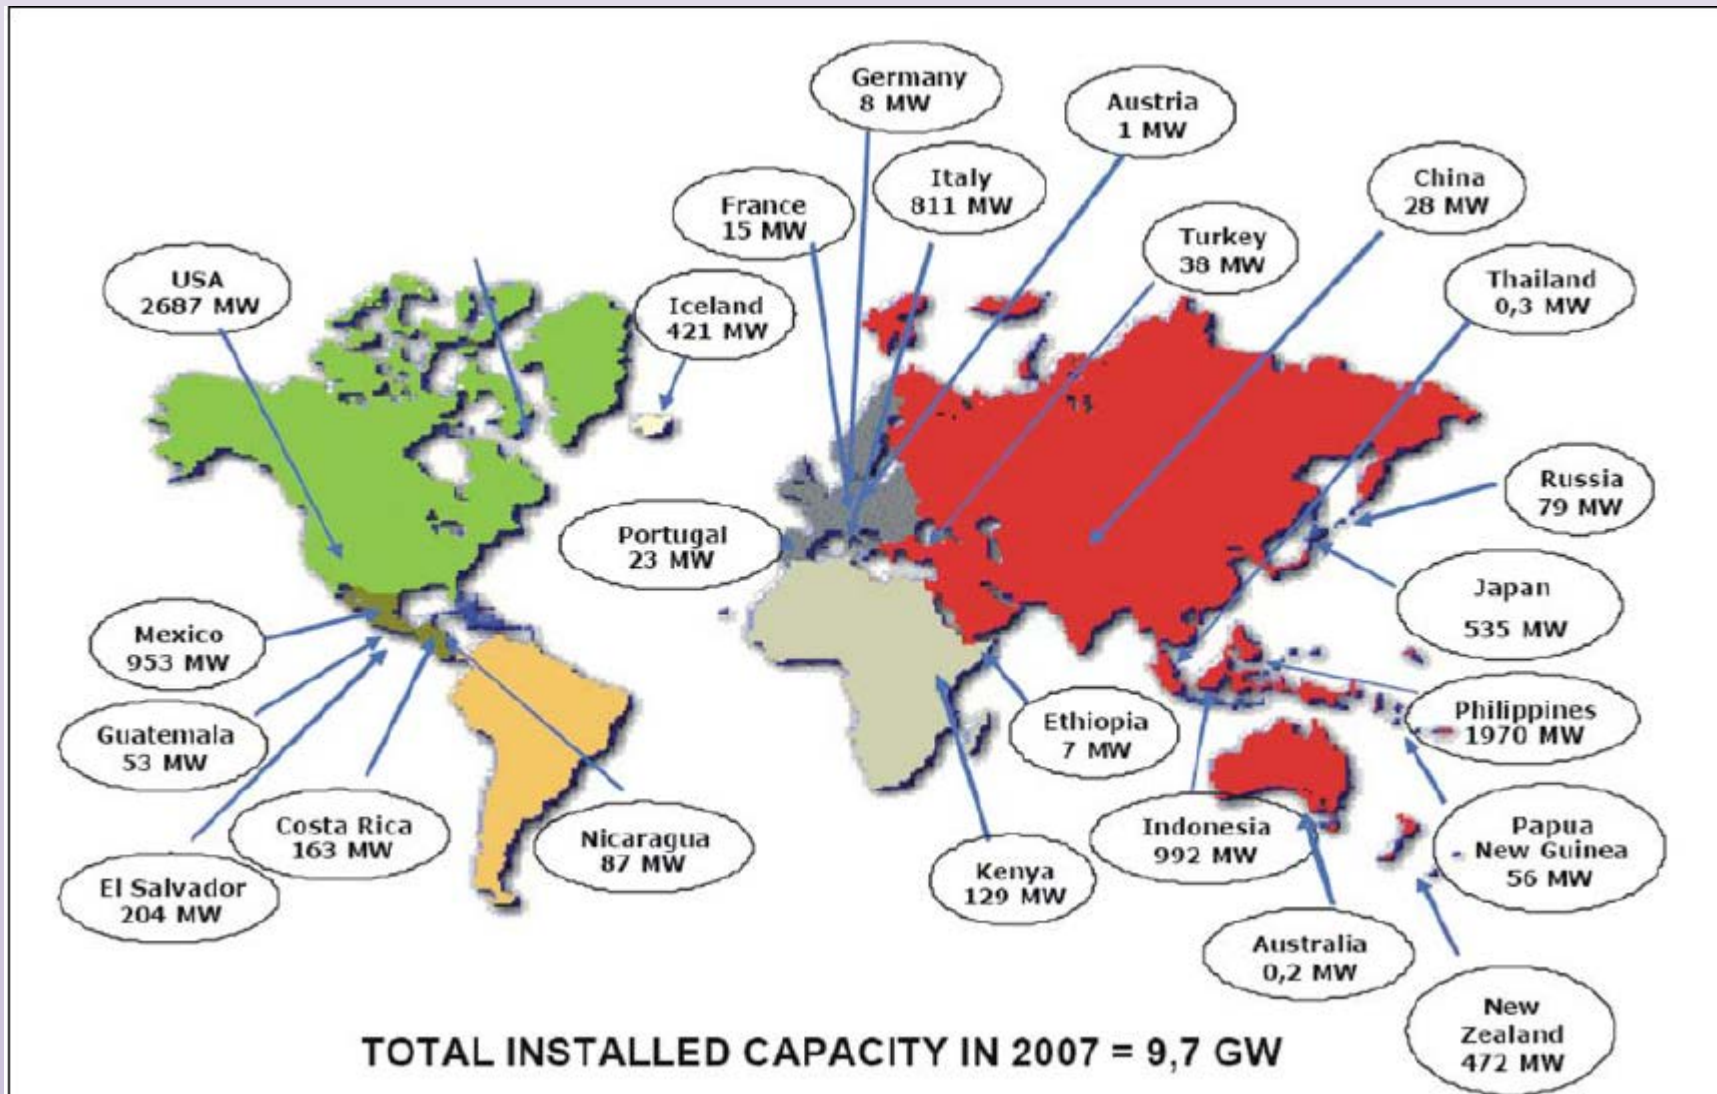 Germany
8 MW
Austria
1 MW
Italy
811 MW
China
28 MW
France
15 MW
Turkey
38 MW
USA
2687 MW
Iceland
421 MW
Thailand
0,3 MW
Russia
79 MW
Portugal
23 MW
Japan
535 MW
Mexico
953 MW
Guatemala
53 MW
Ethiopia
7 MW
Philippines
1970 MW
Costa Rica
163 MW
Nicaragua
87 MW
Indonesia
992 MW
Papua
New Guinea
56 MW
El Salvador
204 MW
Kenya
129 MW
Australia
0,2 MW
New
Zealand
472 MW
TOTAL INSTALLED CAPACITY IN 2007 = 9,7 GW